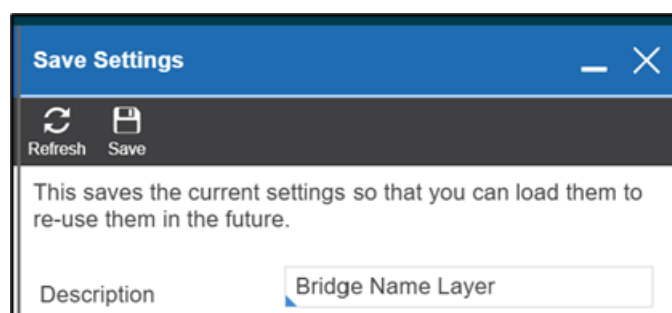 Save Settings
Refresh Save
This saves the current settings so that you can load them to
re-use them in the future.
Description Bridge Name Layer